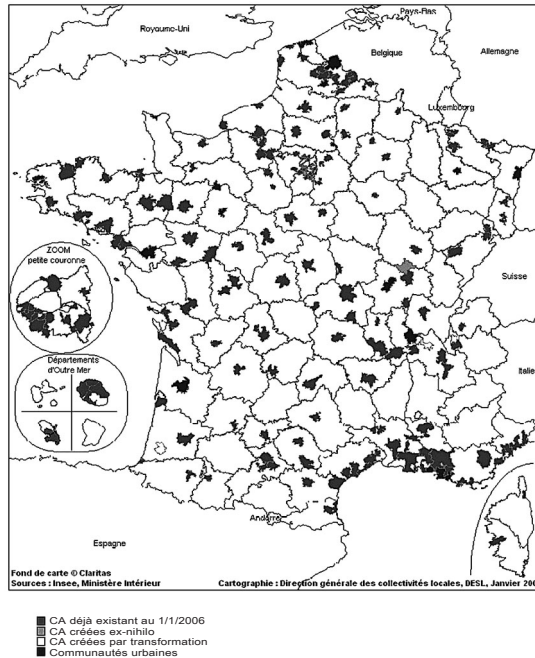 Pays-Bas
Royaume-Uni
Belgique
Allemagne
Luxembourg
ZOOM
petite couronne
Suisse
Départements
d'Outre Mer
Italie
Andorre
Espagne
Fond de carte © Claritas
Sources : Insee, Ministère Intérieur
Cartographie : Direction générale des collectivités locales, DESL, Janvier
CA déjà existant au 1/1/2006
CA créées ex-nihilo
CA créées par transformation
Communautés urbaines